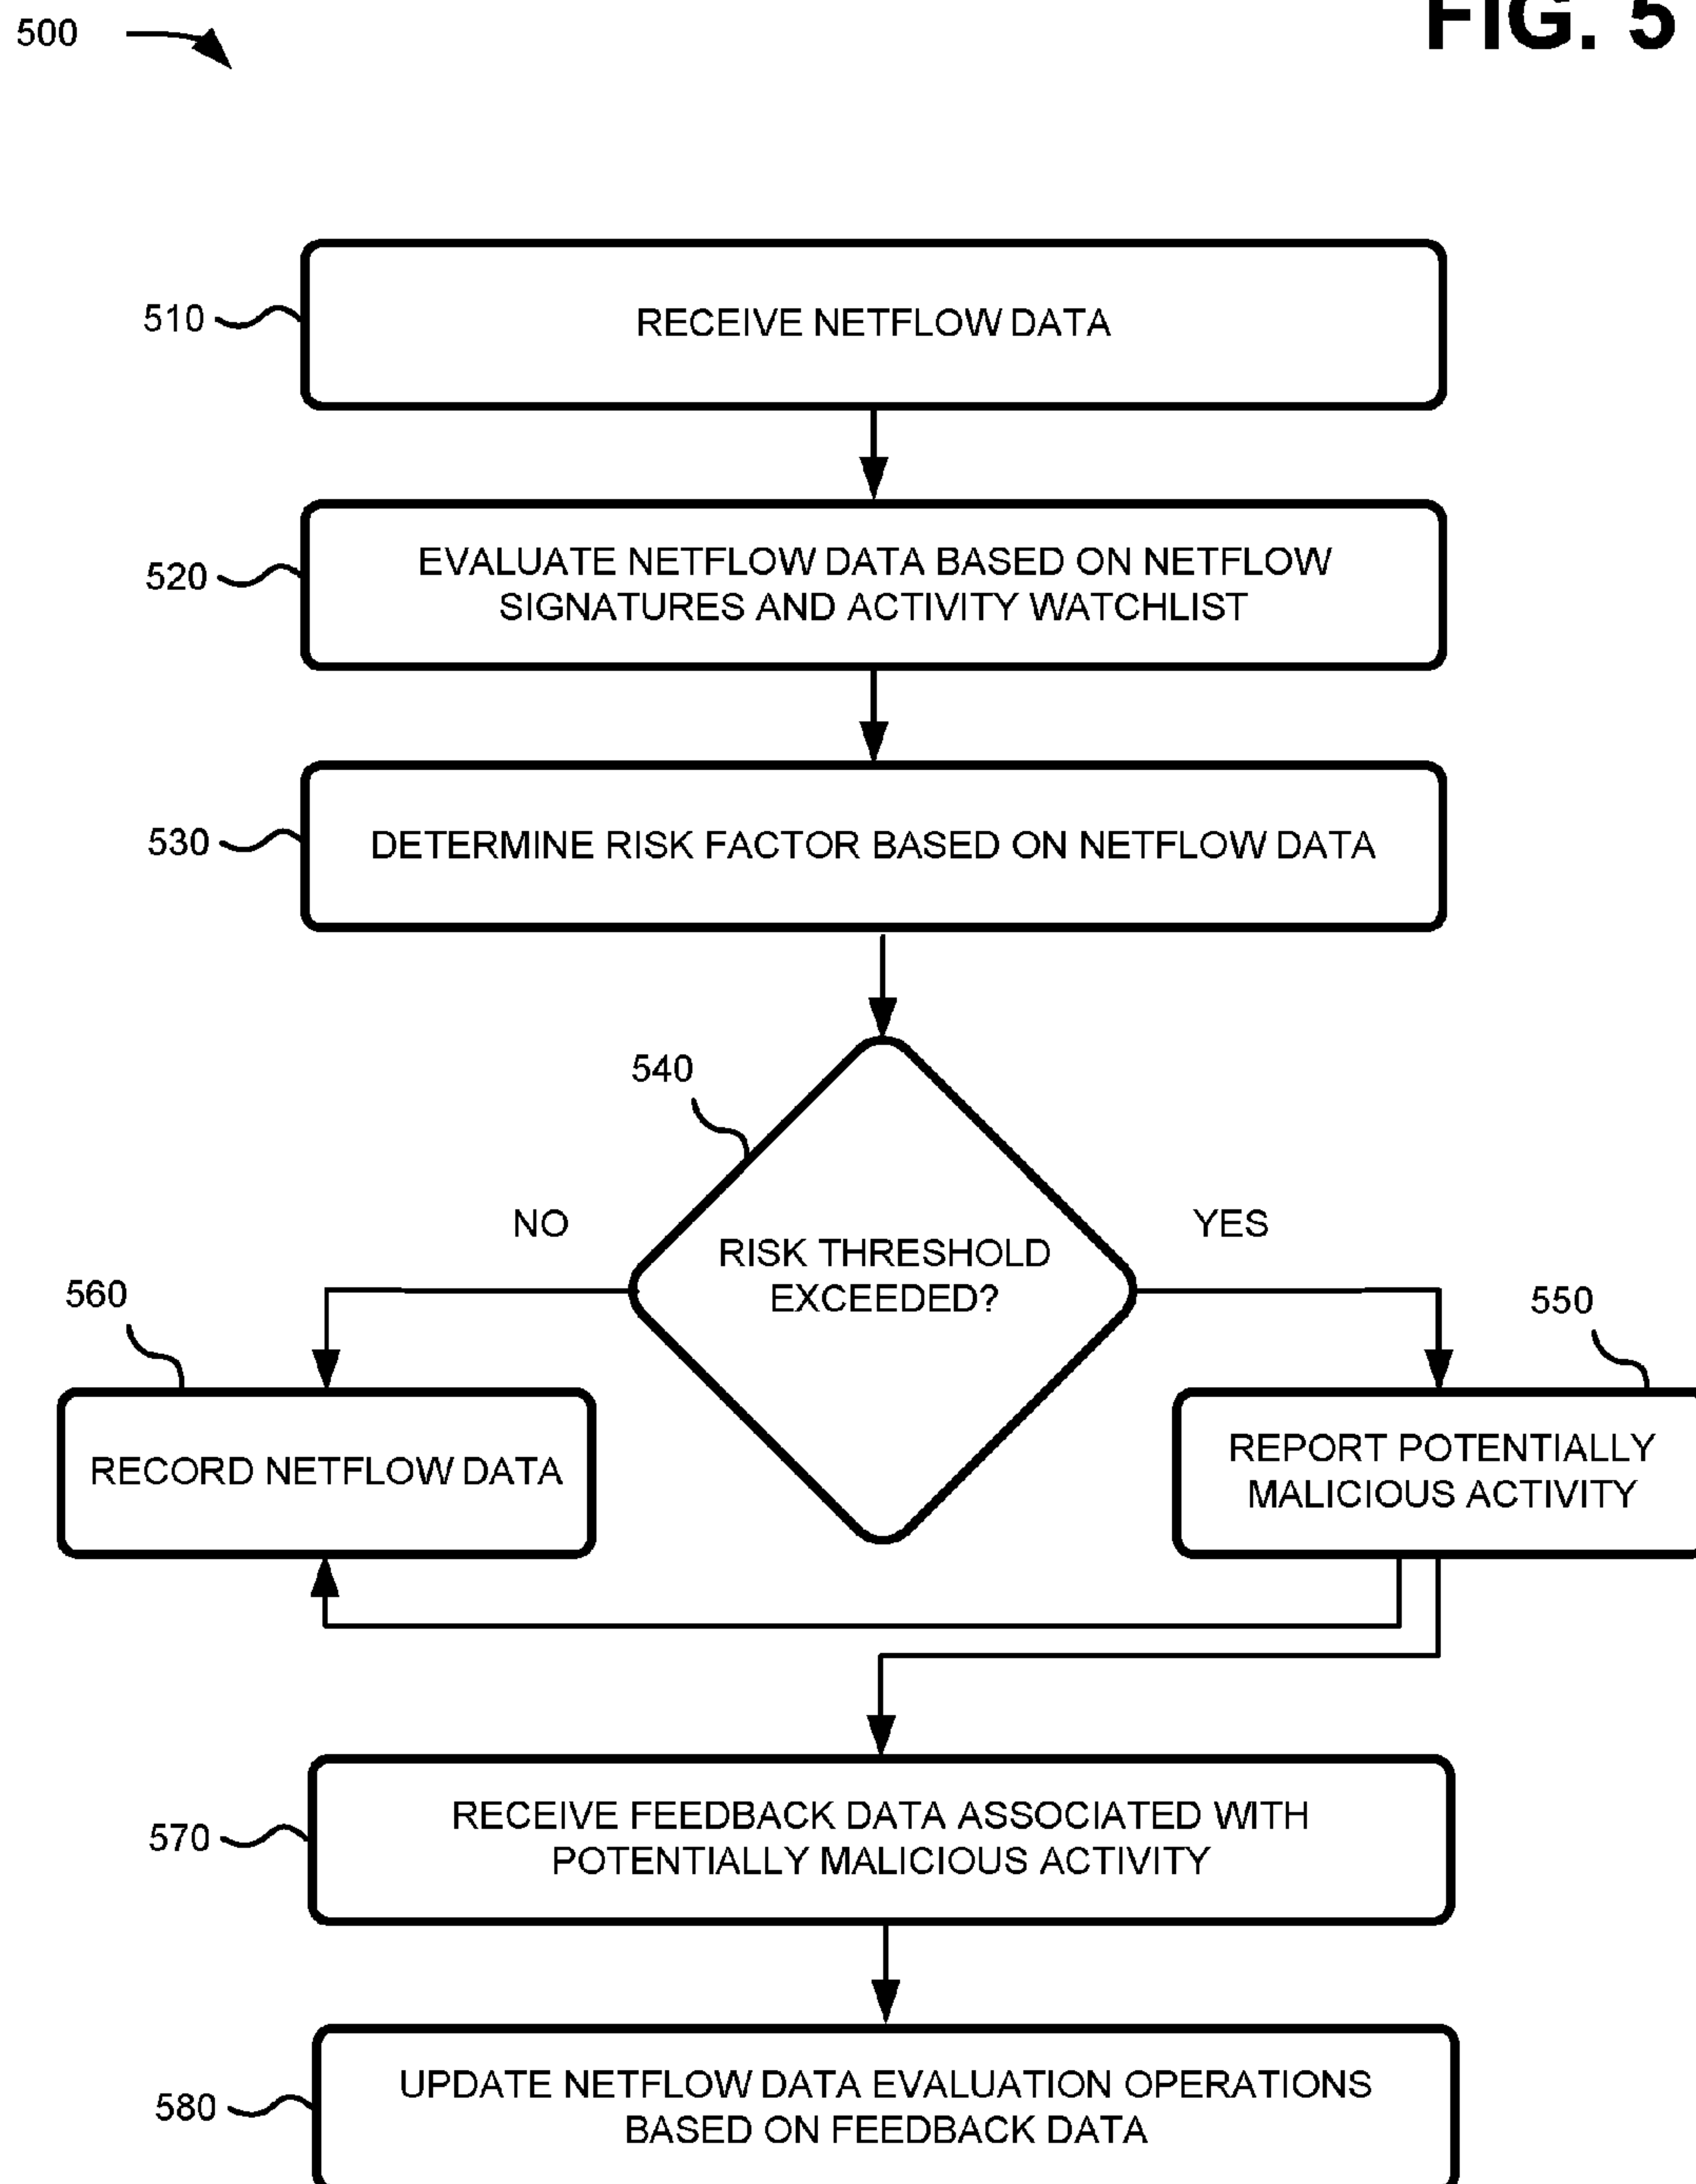 500
FIG. 5
510
RECEIVE NETFLOW DATA
520
EVALUATE NETFLOW DATA BASED ON NETFLOW
SIGNATURES AND ACTIVITY WATCHLIST
530
DETERMINE RISK FACTOR BASED ON NETFLOW DATA
540
NO
YES
RISK THRESHOLD
EXCEEDED?
560
550
RECORD NETFLOW DATA
REPORT POTENTIALLY
MALICIOUS ACTIVITY
570
RECEIVE FEEDBACK DATA ASSOCIATED WITH
POTENTIALLY MALICIOUS ACTIVITY
580
UPDATE NETFLOW DATA EVALUATION OPERATIONS
BASED ON FEEDBACK DATA